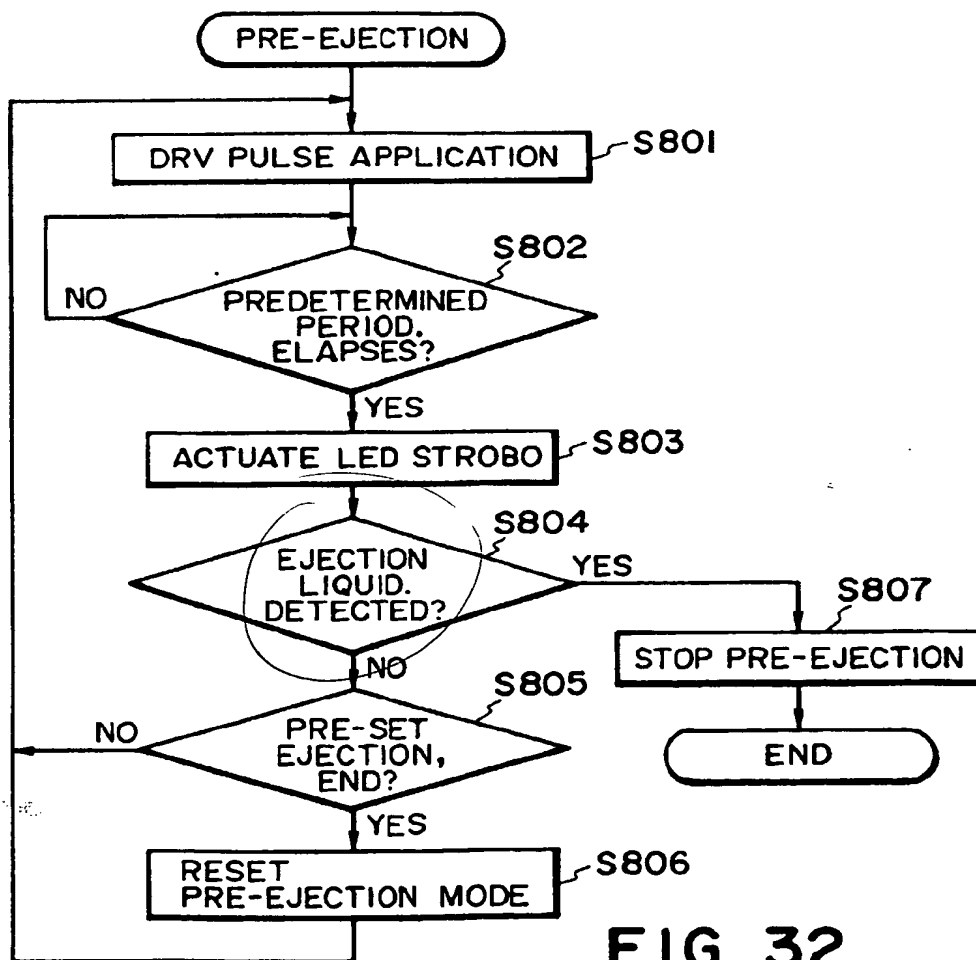 PRE-EJECTION
DRV PULSE APPLICATION
S801
S802
NO
PREDETERMINED
PERIOD.
ELAPSES?
YES
ACTUATE LED STROBO
S803
S804
EJECTION
LIQUID.
DETECTED?
YES
S807
STOP PRE-EJECTION
NO
S805
NO
PRE-SET
EJECTION,
END?
END
YES
S806
RESET
PRE-EJECTION MODE
FIG. 32